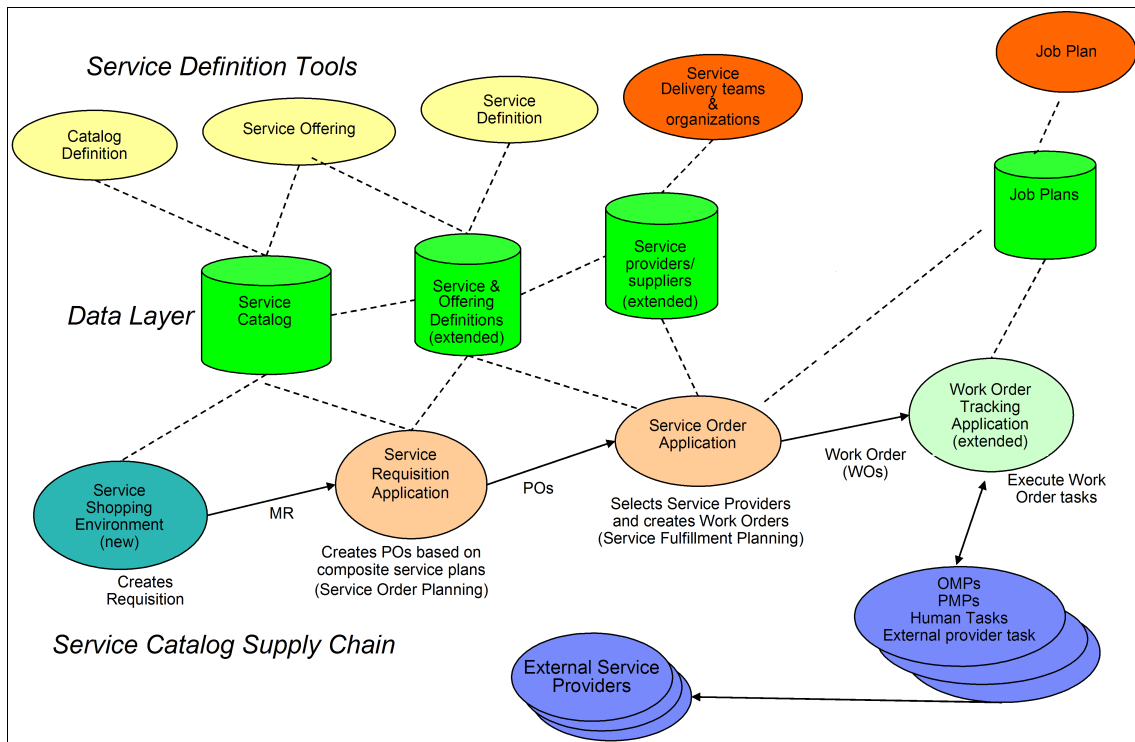 Service Definition Tools
Catalog
Definition
Service Offering
Service
Definition
Service
Delivery teams
&
organizations
Job Plan
Data Layer
Service
Catalog
Service &
Offering
Definitions
(extended)
Service
providers/
suppliers
(extended)
Job Plans
Service
Shopping
Environment
(new)
MR
Creates
Requisition
Service
Requisition
Application
Creates POs based on
composite service plans
(Service Order Planning)
POs
Service Order
Application
Selects Service Providers
and creates Work Orders
(Service Fulfillment Planning)
Work Order
(WOs)
Work Order
Tracking
Application
(extended)
Execute Work
Order tasks
OMPs
PMPs
Human Tasks
External provider task
External Service
Providers
Service Catalog Supply Chain